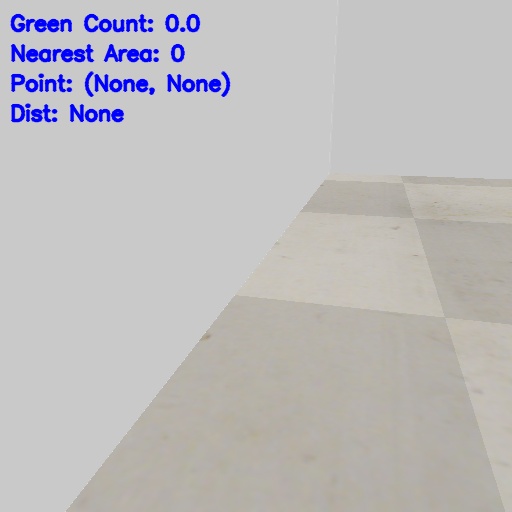 Green Count: 0.0
Nearest Area: 0
Point: (None, None)
Dist: None